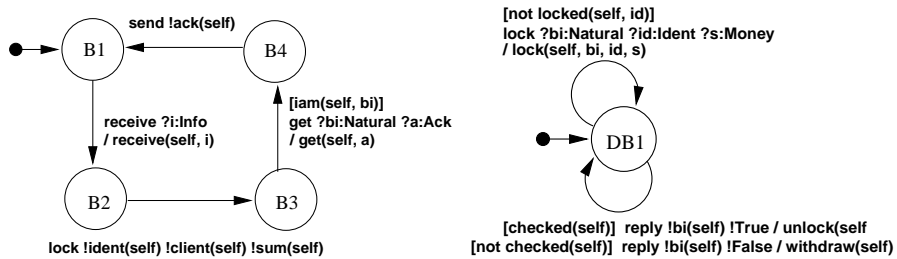 send !ack(self)
B1
B4
receive ?i:Info
/ receive(self, i)
[iam(self, bi)]
get ?bi:Natural ?a:Ack
/ get(self, a)
B2
B3
lock !ident(self) !client(self) !sum(self)
[not locked(self, id)]
lock ?bi:Natural ?id:Ident ?s:Money
/ lock(self, bi, id, s)
DB1
[checked(self)] reply !bi(self) !True / unlock(self
[not checked(self)] reply !bi(self) !False / withdraw(self)